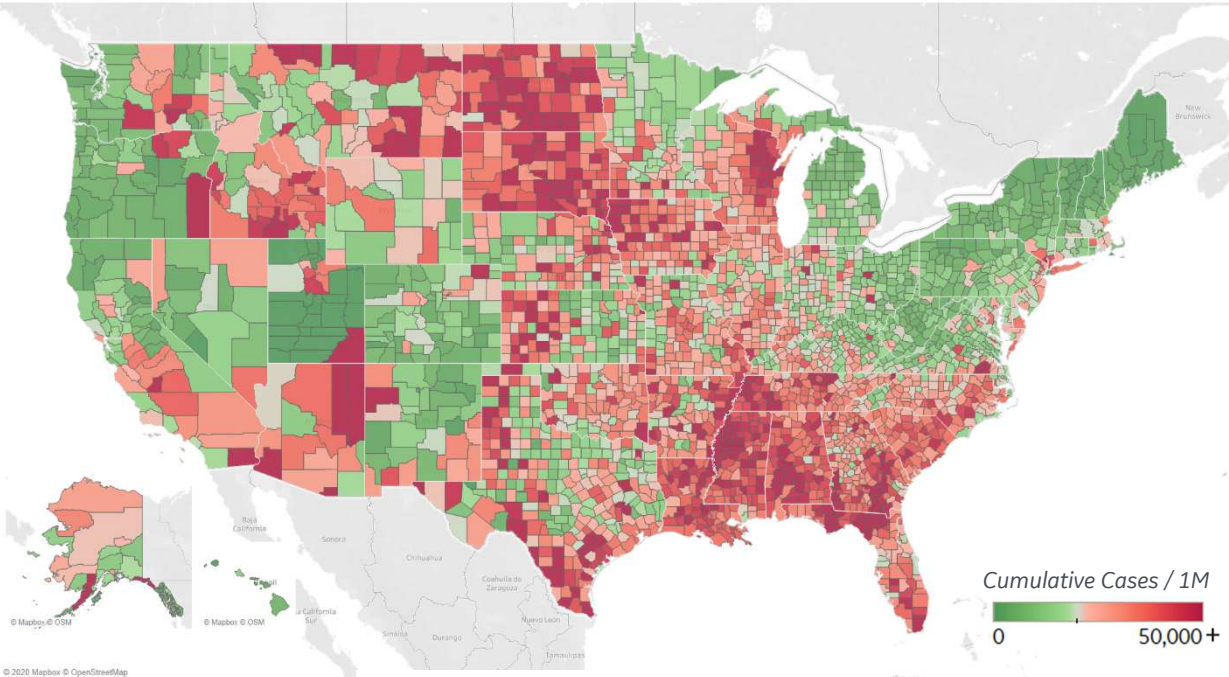 New
Brunswick
Baja
California
Sonora
Chihuahua
Coahuila de
Zaragoza
a California
Sur
Sinaloa
Durango
Nuevo León
Tamaulipas
© Mapbox © OSM
© Mapbox © OSM
Cumulative Cases / 1M
0
50,000+
© 2020 Mapbox © OpenStreetMap